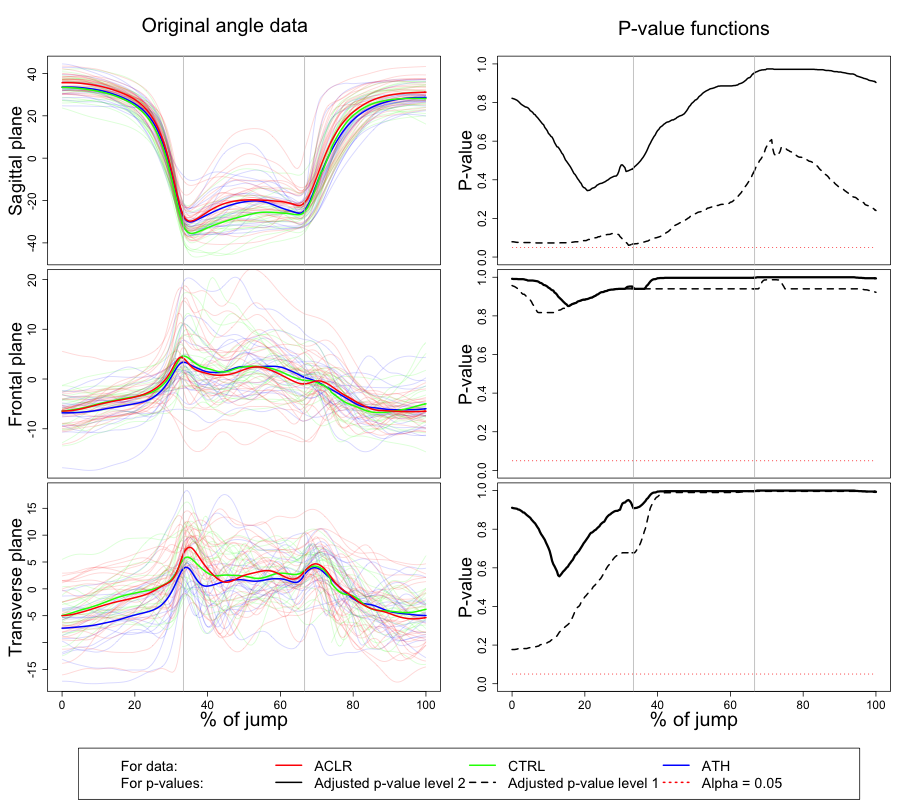 Original angle data
P-value functions
Sagittal plane
40
20
0
-20
-40
P-value
1.0
0.8
0.6
0.4
0.2
0.0
Frontal plane
20
10
0
-10
P-value
1.0
0.8
0.6
0.4
0.2
0.0
Transverse plane
15
10
5
0
-5
-15
P-value
1.0
0.8
0.6
0.4
0.2
0.0
0 20 40 60 80 100
% of jump
0 20 40 60 80 100
% of jump
For data: ACLR CTRL ATH
For p-values: Adjusted p-value level 2 Adjusted p-value level 1 Alpha = 0.05